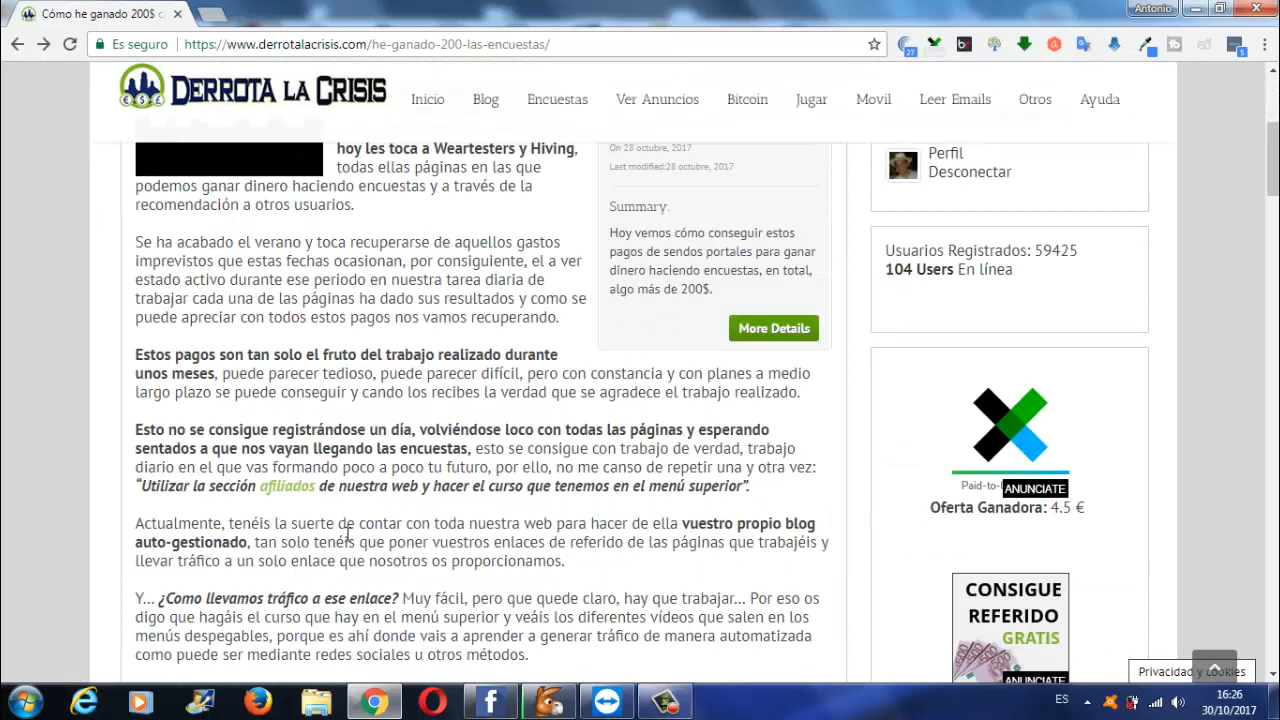 Cómo he ganado 200$ c
Antonio
Es seguro
https://www.derrotalacrisis.com/he-ganado-200-las-encuestas/
27
5
DERROTA LA CRISIS
Inicio
Blog
Encuestas
Ver Anuncios
Bitcoin
Jugar
Movil
Leer Emails
Otros
Ayuda
hoy les toca a Weartesters y Hiving,
todas ellas páginas en las que
podemos ganar dinero haciendo encuestas y a través de la
recomendación a otros usuarios.
Se ha acabado el verano y toca recuperarse de aquellos gastos
imprevistos que estas fechas ocasionan, por consiguiente, el a ver
estado activo durante ese periodo en nuestra tarea diaria de
trabajar cada una de las páginas ha dado sus resultados y como se
puede apreciar con todos estos pagos nos vamos recuperando.
On 28 octubre, 2017
Last modified:28 octubre, 2017
Summary:
Hoy vemos cómo conseguir estos
pagos de sendos portales para ganar
dinero haciendo encuestas, en total,
algo más de 200$.
More Details
Estos pagos son tan solo el fruto del trabajo realizado durante
unos meses, puede parecer tedioso, puede parecer difícil, pero con constancia y con planes a medio
largo plazo se puede conseguir y cando los recibes la verdad que se agradece el trabajo realizado.
Esto no se consigue registrándose un día, volviéndose loco con todas las páginas y esperando
sentados a que nos vayan llegando las encuestas, esto se consigue con trabajo de verdad, trabajo
diario en el que vas formando poco a poco tu futuro, por ello, no me canso de repetir una y otra vez:
“Utilizar la sección afiliados de nuestra web y hacer el curso que tenemos en el menú superior”.
Actualmente, tenéis la suerte de contar con toda nuestra web para hacer de ella vuestro propio blog
auto-gestionado, tan solo tenéis que poner vuestros enlaces de referido de las páginas que trabajéis y
llevar tráfico a un solo enlace que nosotros os proporcionamos.
Y... ¿Como llevamos tráfico a ese enlace? Muy fácil, pero que quede claro, hay que trabajar... Por eso os
digo que hagáis el curso que hay en el menú superior y veáis los diferentes vídeos que salen en los
menús despegables, porque es ahí donde vais a aprender a generar tráfico de manera automatizada
como puede ser mediante redes sociales u otros métodos.
Perfil
Desconectar
Usuarios Registrados: 59425
104 Users En línea
Paid-to-
ANUNCIATE
Oferta Ganadora: 4.5 €
CONSIGUE
REFERIDO
GRATIS
ANUNCIATE
Privacidad y cookies
ES
16:26
30/10/2017